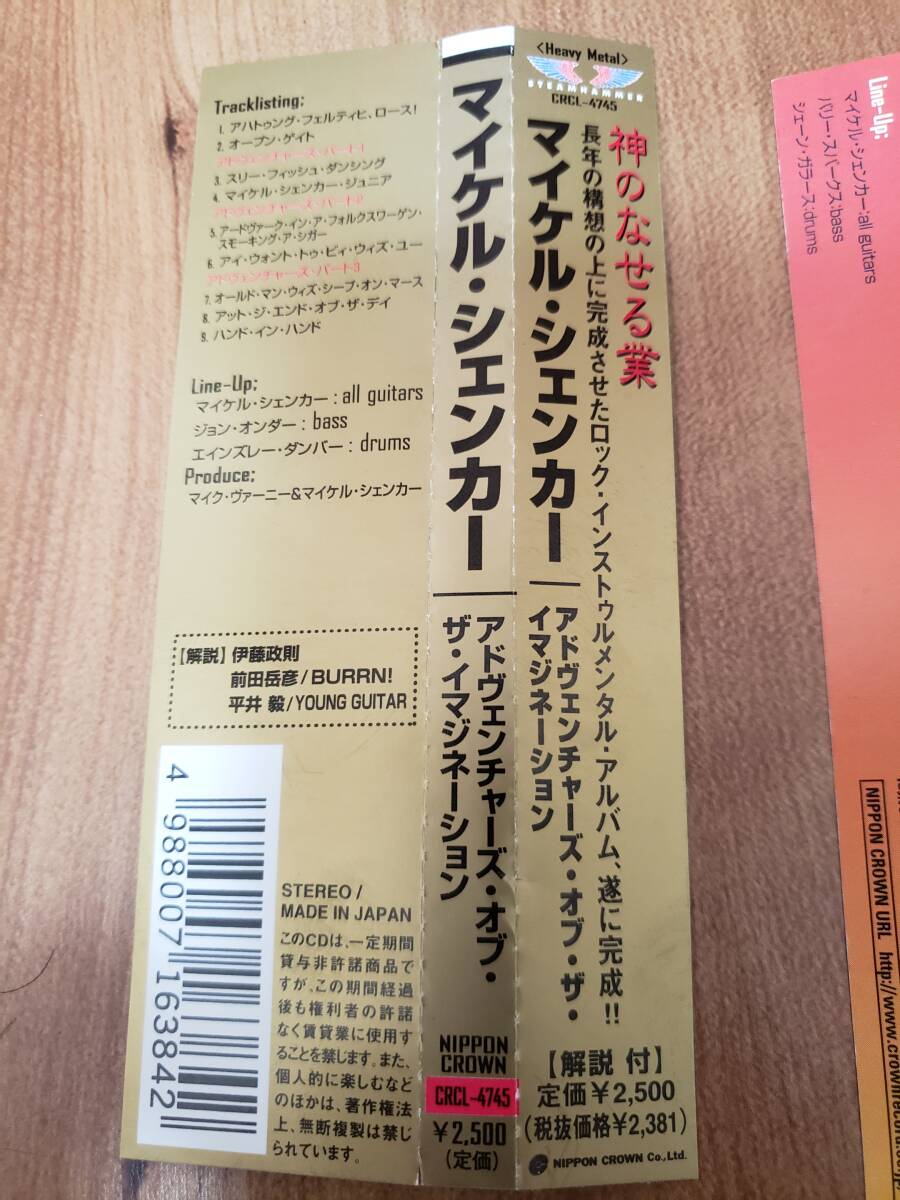 Tracklisting;
1. アハトゥング・フェルティヒ、ロース!
2. オープン・ゲイト
アドヴェンチャーズ・パート1
3. スリー・フィッシュ・ダンシング
4. マイケル・シェンカー・ジュニア
アドヴェンチャーズ・パート2
5. アードヴァーク・イン・ア・フォルクスワーゲン・
スモーキング・ア・シガー
6. アイ・ウォント・トゥ・ビィ・ウィズ・ユー
アドヴェンチャーズ・パート3
7. オールド・マン・ウィズ・シープ・オン・マース
8. アット・ジ・エンド・オブ・ザ・デイ
9. ハンド・イン・ハンド
Line-Up;
マイケル・シェンカー : all guitars
ジョン・オンダー : bass
エインズレー・ダンバー : drums
Produce;
マイク・ヴァーニー&マイケル・シェンカー
【解説】伊藤政則
前田岳彦/BURRN!
平井 毅/YOUNG GUITAR
4 988007 163842
STEREO/
MADE IN JAPAN
このCDは、一定期間
貸与非許諾商品で
すが、この期間経過
後も権利者の許諾
なく賃貸業に使用す
ることを禁じます。また、
個人的に楽しむなど
のほかは、著作権法
上、無断複製は禁じ
られています。
マイケル・シェンカー
アドヴェンチャーズ・オブ・
ザ・イマジネーション
NIPPON
CROWN
CRCL-4745
¥2,500
(定価)
<Heavy Metal>
STEAMHAMMER
CRCL-4745
神のなせる業
長年の構想の上に完成させたロック・インストゥルメンタル・アルバム、遂に完成!!
マイケル・シェンカー
アドヴェンチャーズ・オブ・ザ・
イマジネーション
【解説 付】
定価¥2,500
(税抜価格¥2,381)
NIPPON CROWN Co.,Ltd.
Line-Up:
マイケル・シェンカー:all guitars
バリー・スパークス:bass
シェーン・ガラース:drums
NIPPON CROWN URL http://www.crownrecord.co.j